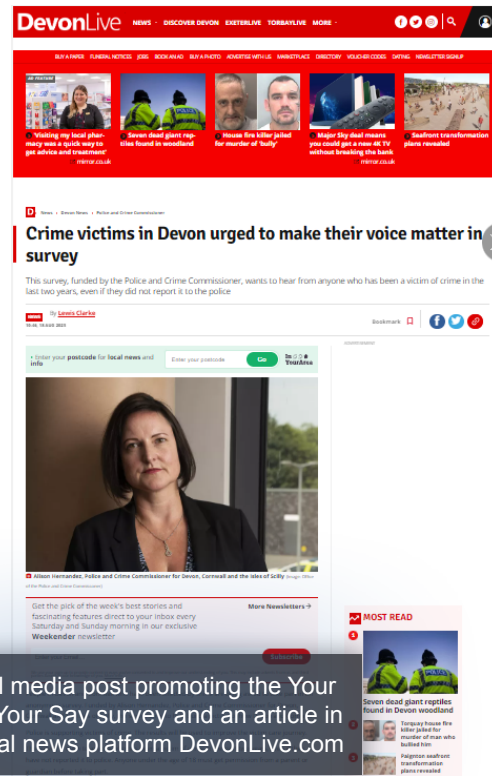 DevonLive
NEWS DISCOVER DEVON EXETERLIVE TORBAYLIVE MORE
BUY A PAPER FUNERAL NOTICES JOBS BOOK AN AD BUY A PHOTO ADVERTISE WITH US MARKETPLACE DIRECTORY VOUCHER CODES DATING NEWSLETTER SIGNUP
'Visiting my local phar-
macy was a quick way to
get advice and treatment'
mirror.co.uk
Seven dead giant rep-
tiles found in woodland
House fire killer jailed
for murder of 'bully'
Major Sky deal means
you could get a new 4K TV
without breaking the bank
mirror.co.uk
Seafront transformation
plans revealed
D News Devon News Police and Crime Commissioner
Crime victims in Devon urged to make their voice matter in
survey
This survey, funded by the Police and Crime Commissioner, wants to hear from anyone who has been a victim of crime in the
last two years, even if they did not report it to the police
NEWS By Lewis Clarke
Bookmark
Enter your postcode for local news and
info
Enter your postcode
Go
InYourArea
Alison Hernandez, Police and Crime Commissioner for Devon, Cornwall and the Isles of Scilly (Image: Office
of the Police and Crime Commissioner)
Get the pick of the week's best stories and
fascinating features direct to your inbox every
Saturday and Sunday morning in our exclusive
Weekender newsletter
More Newsletters
Subscribe
media post promoting the Your
Your Say survey and an article in
al news platform DevonLive.com
MOST READ
1
Seven dead giant reptiles
found in Devon woodland
Torquay house fire
killer jailed for
murder of man who
bullied him
Paignton seafront
transformation
plans revealed